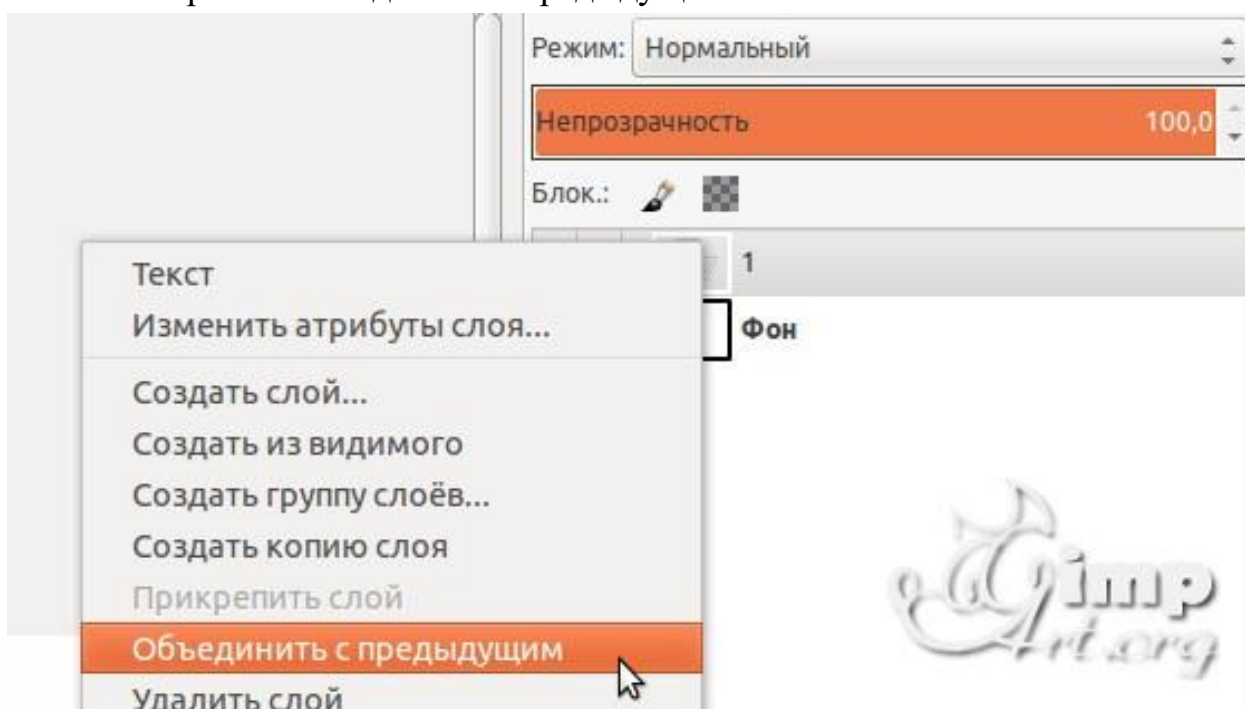 Режим: Нормальный
Непрозрачность 100,0
Блок.:
1
Фон
Текст
Изменить атрибуты слоя...
Создать слой...
Создать из видимого
Создать группу слоёв...
Создать копию слоя
Прикрепить слой
Объединить с предыдущим
Удалить слой
Gimp
Art.org